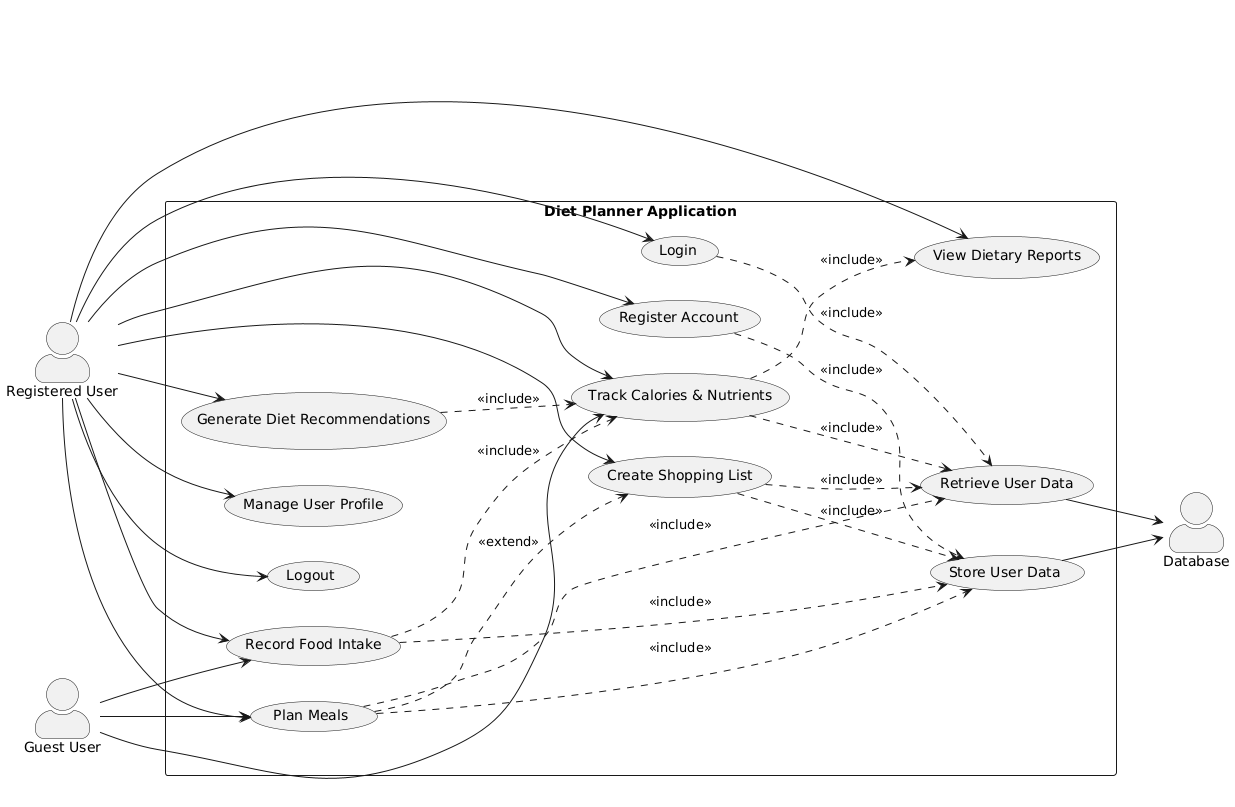 Diet Planner Application
Login
View Dietary Reports
«include»
«include»
Register Account
Registered User
«include»
Track Calories & Nutrients
Generate Diet Recommendations
«include»
«include»
«include»
Create Shopping List
«include»
Retrieve User Data
Manage User Profile
«include»
«include»
«extend»
Database
Logout
Store User Data
«include»
Record Food Intake
«include»
Plan Meals
Guest User